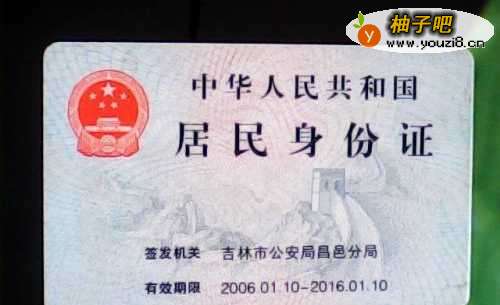 柚子吧
www.youzi8.cn
中华人民共和国
居民身份证
签发机关 吉林市公安局昌邑分局
有效期限 2006.01.10-2016.01.10